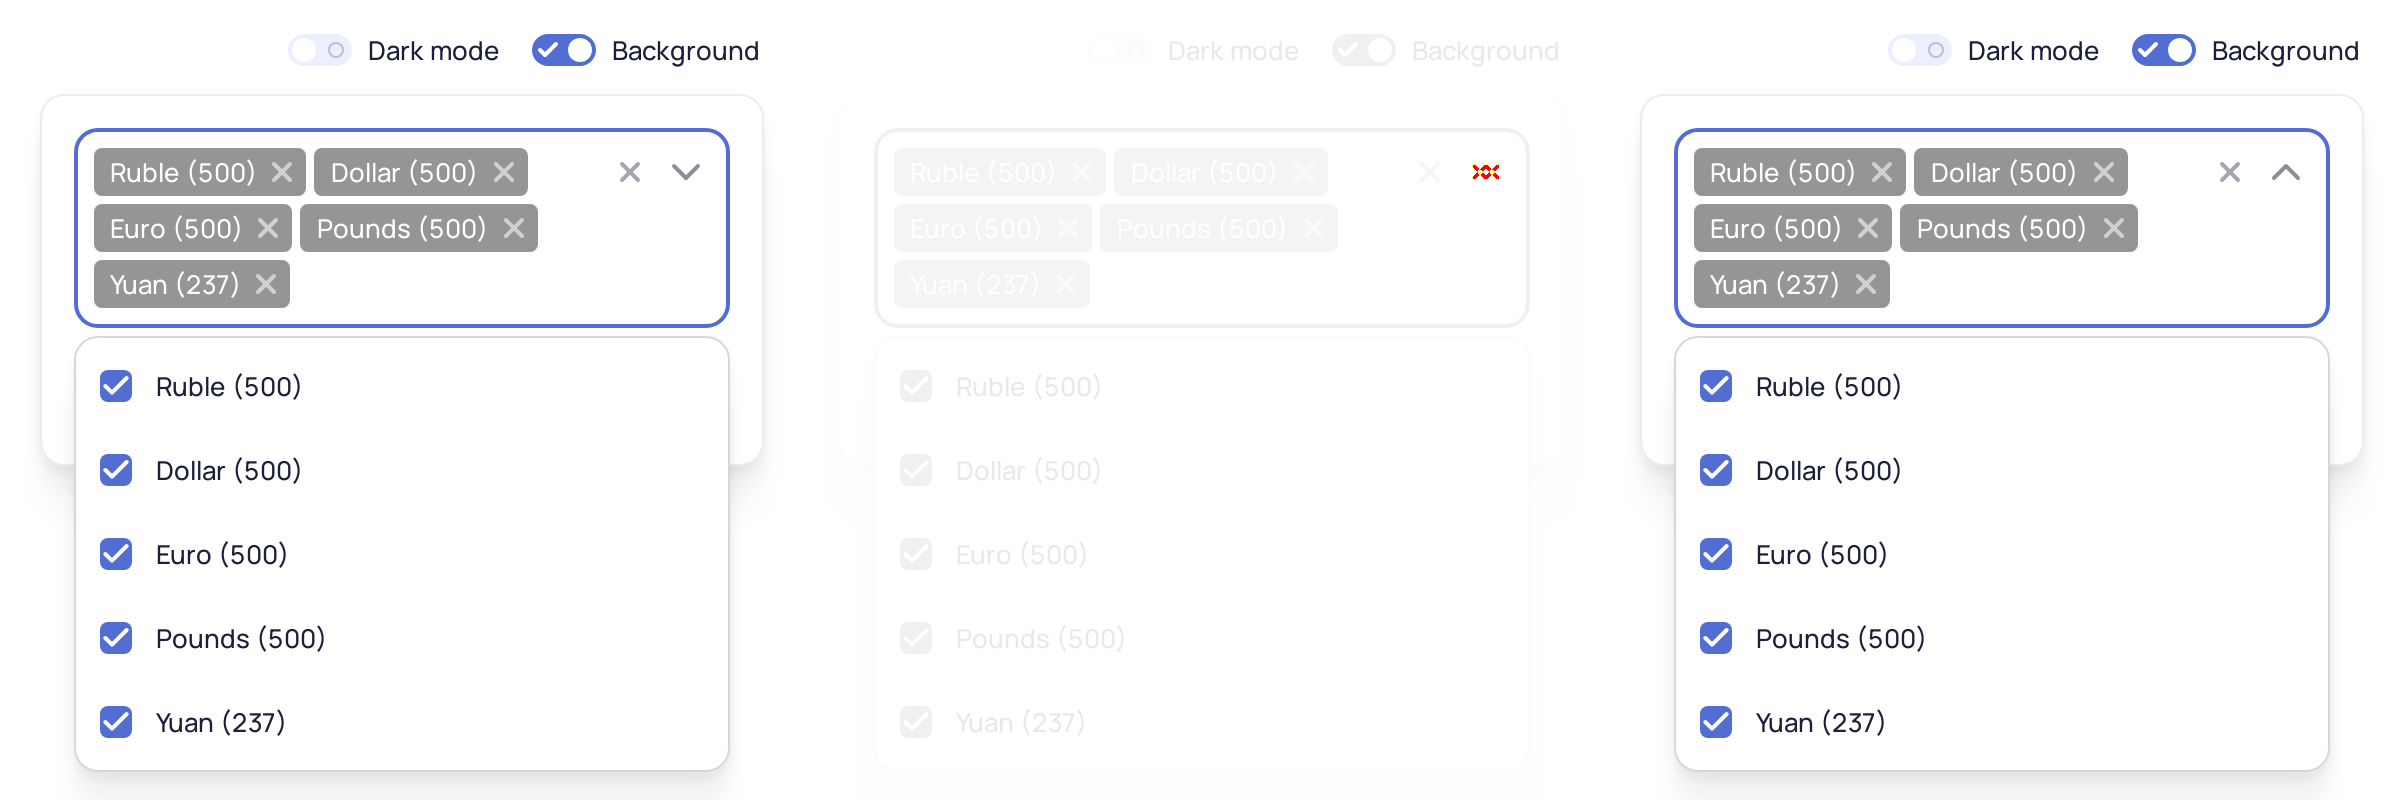 Dark mode Background
Ruble (500) Dollar (500)
Euro (500) Pounds (500)
Yuan (237)
Ruble (500)
Dollar (500)
Euro (500)
Pounds (500)
Yuan (237)
Dark mode Background
Ruble (500) Dollar (500)
Euro (500) Pounds (500)
Yuan (237)
Ruble (500)
Dollar (500)
Euro (500)
Pounds (500)
Yuan (237)
Dark mode Background
Ruble (500) Dollar (500)
Euro (500) Pounds (500)
Yuan (237)
Ruble (500)
Dollar (500)
Euro (500)
Pounds (500)
Yuan (237)